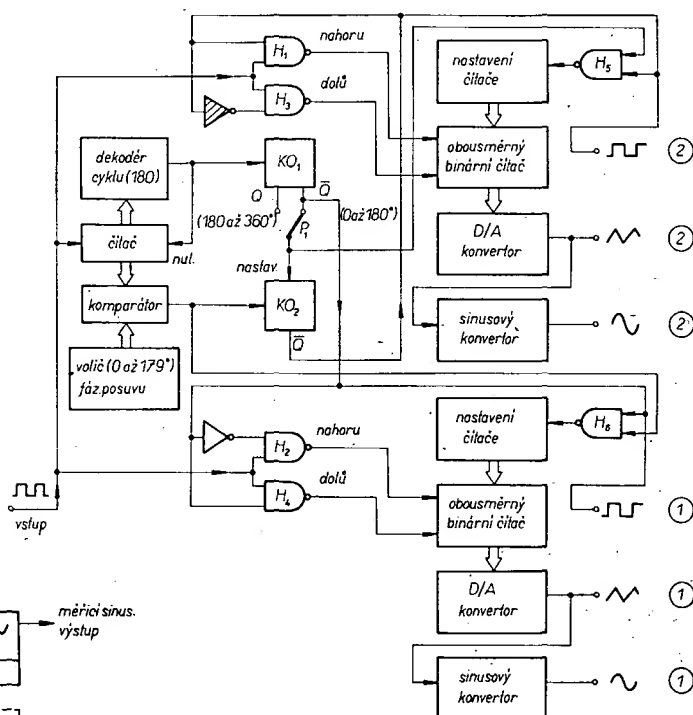 nahoru
H1
nastavení
čítače
H5
dolů
H3
dekodér
cyklu (180)
KO1
obousměrný
binární čítač
2
Q
Q̅
(180 až 360°)
(0 až 180°)
P1
čítač
nul.
D/A
konvertor
2
nastav.
komparátor
KO2
sinusový
konvertor
2
Q̅
volič (0 až 179°)
fáz. posuvu
nastavení
čítače
H6
nahoru
H2
dolů
H4
obousměrný
binární čítač
1
vstup
D/A
konvertor
1
měřicí sinus.
výstup
sinusový
konvertor
1